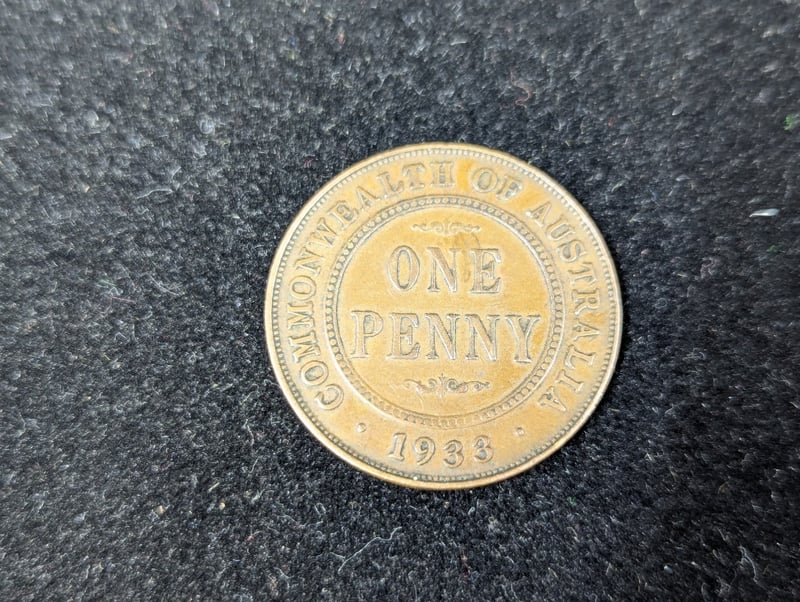 COMMONWEALTH OF AUSTRALIA
ONE
PENNY
1933